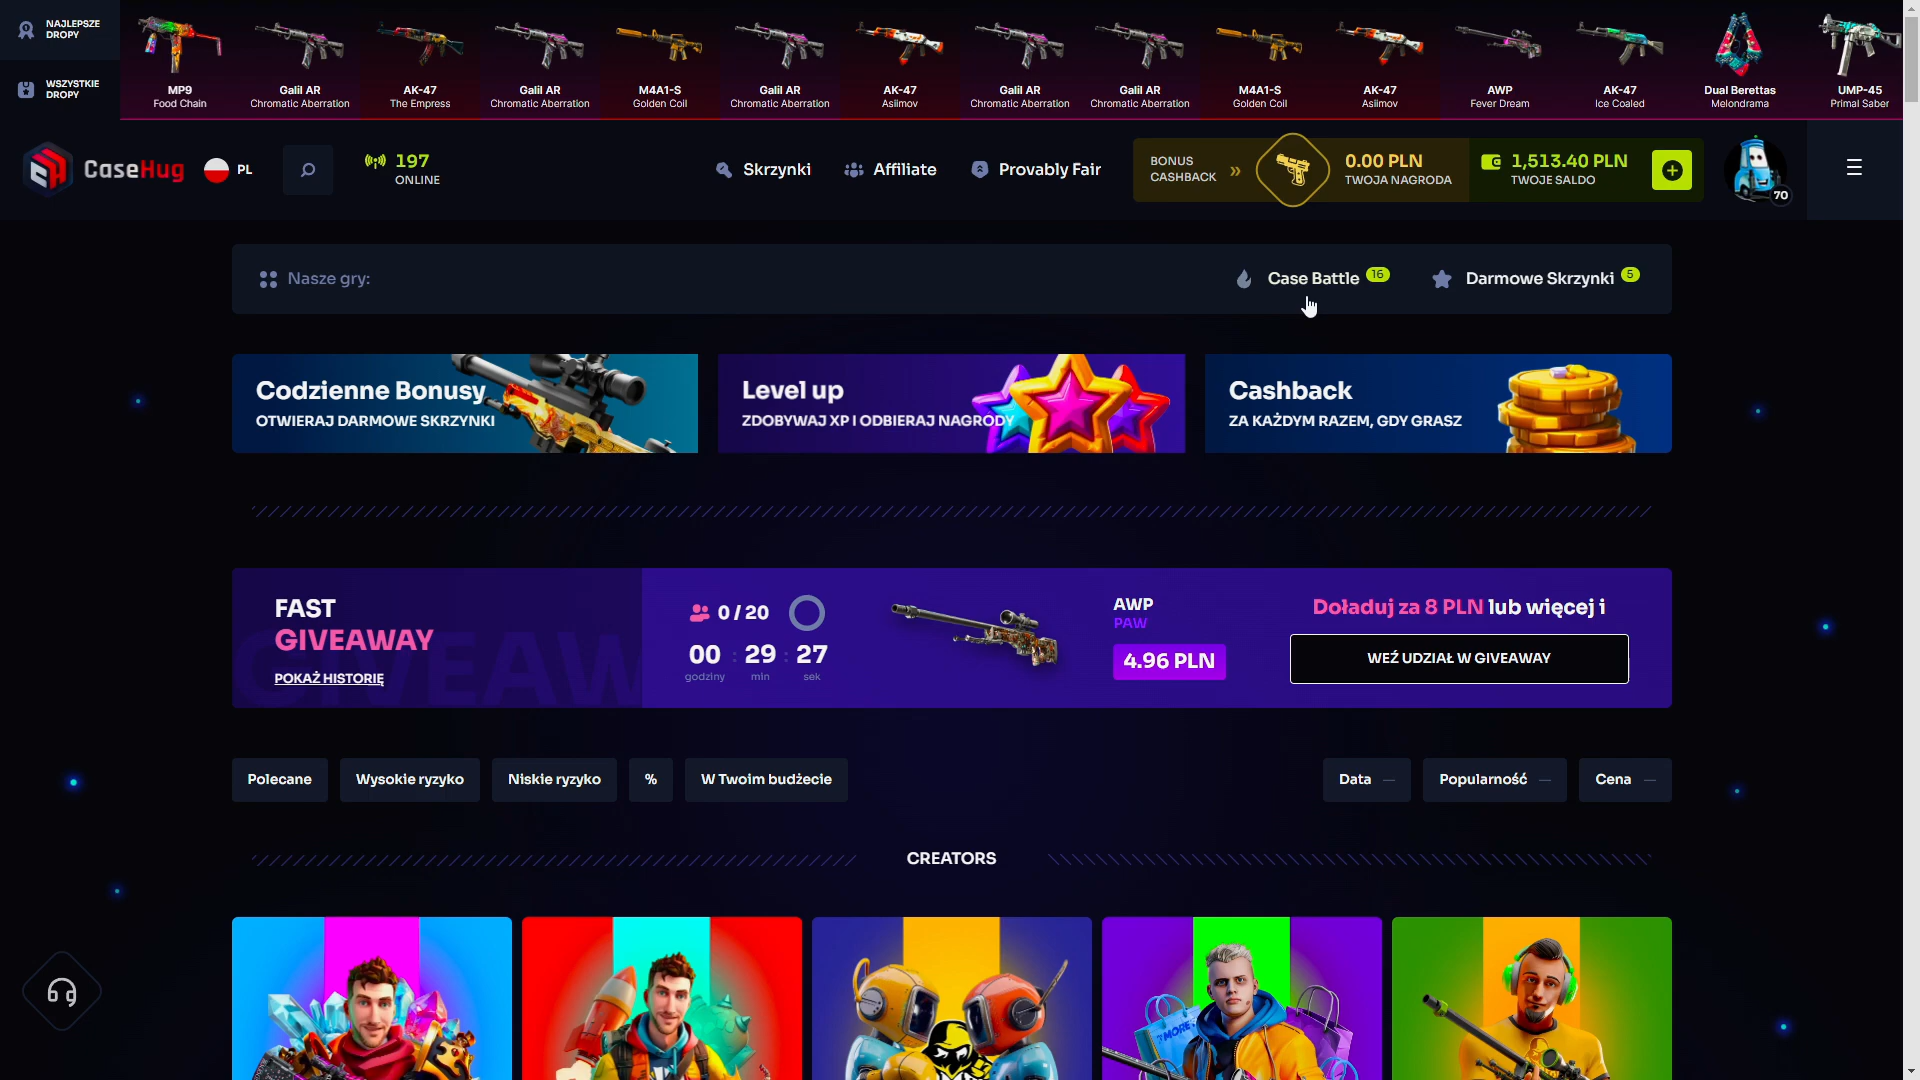 NAJLEPSZE
DROPY
WSZYSTKIE
DROPY
MP9
Food Chain
Galil AR
Chromatic Aberration
AK-47
The Empress
Galil AR
Chromatic Aberration
M4A1-S
Golden Coil
Galil AR
Chromatic Aberration
AK-47
Asiimov
Galil AR
Chromatic Aberration
Galil AR
Chromatic Aberration
M4A1-S
Golden Coil
AK-47
Asiimov
AWP
Fever Dream
AK-47
Ice Coaled
Dual Berettas
Melondrama
UMP-45
Primal Saber
CaseHug
PL
197
ONLINE
Skrzynki
Affiliate
Provably Fair
BONUS
CASHBACK
0.00 PLN
TWOJA NAGRODA
1,513.40 PLN
TWOJE SALDO
70
Nasze gry:
Case Battle 16
Darmowe Skrzynki 5
Codzienne Bonusy
OTWIERAJ DARMOWE SKRZYNKI
Level up
ZDOBYWAJ XP I ODBIERAJ NAGRODY
Cashback
ZA KAŻDYM RAZEM, GDY GRASZ
FAST
GIVEAWAY
POKAŻ HISTORIĘ
0 / 20
00 : 29 : 27
godziny min sek
AWP
PAW
4.96 PLN
Doładuj za 8 PLN lub więcej i
WEŹ UDZIAŁ W GIVEAWAY
Polecane
Wysokie ryzyko
Niskie ryzyko
%
W Twoim budżecie
Data
Popularność
Cena
CREATORS
"MORE"